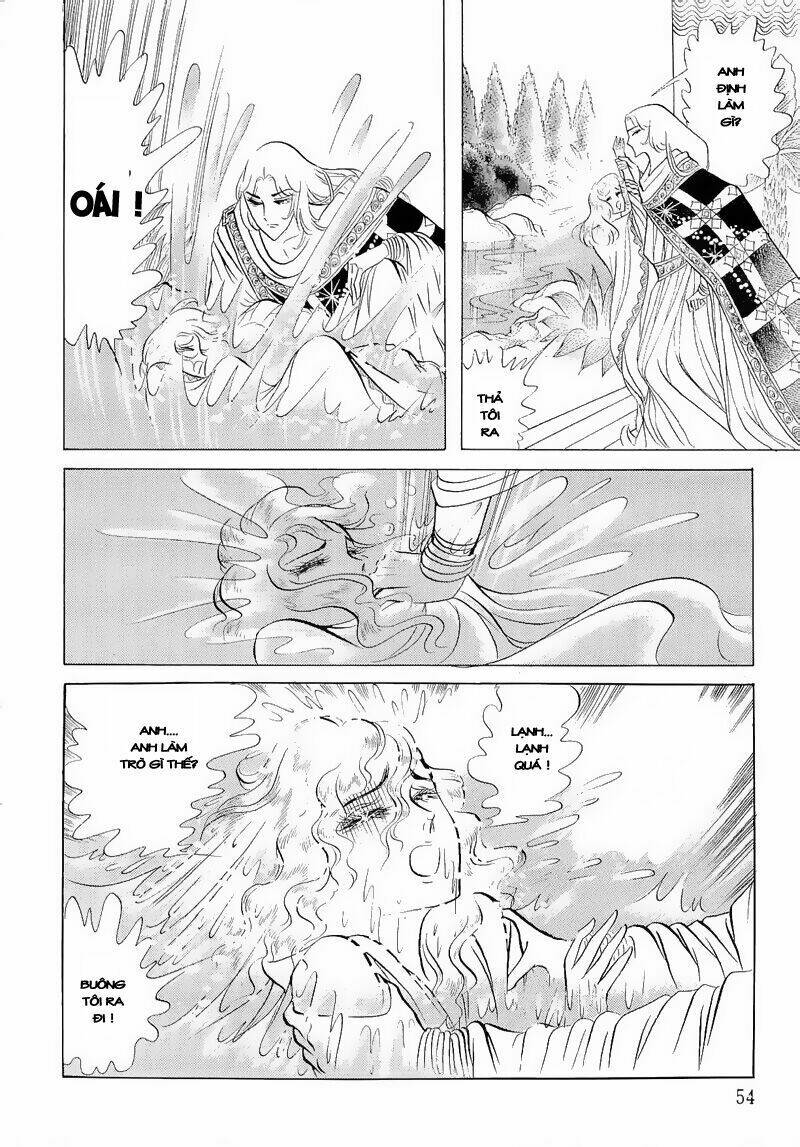 ANH
ĐỊNH
LÀM
GÌ?
THẢ
TÔI
RA
OÁI !
LẠNH...
LẠNH
QUÁ !
ANH....
ANH LÀM
TRÒ GÌ THẾ?
BUÔNG
TÔI RA
ĐI !
54